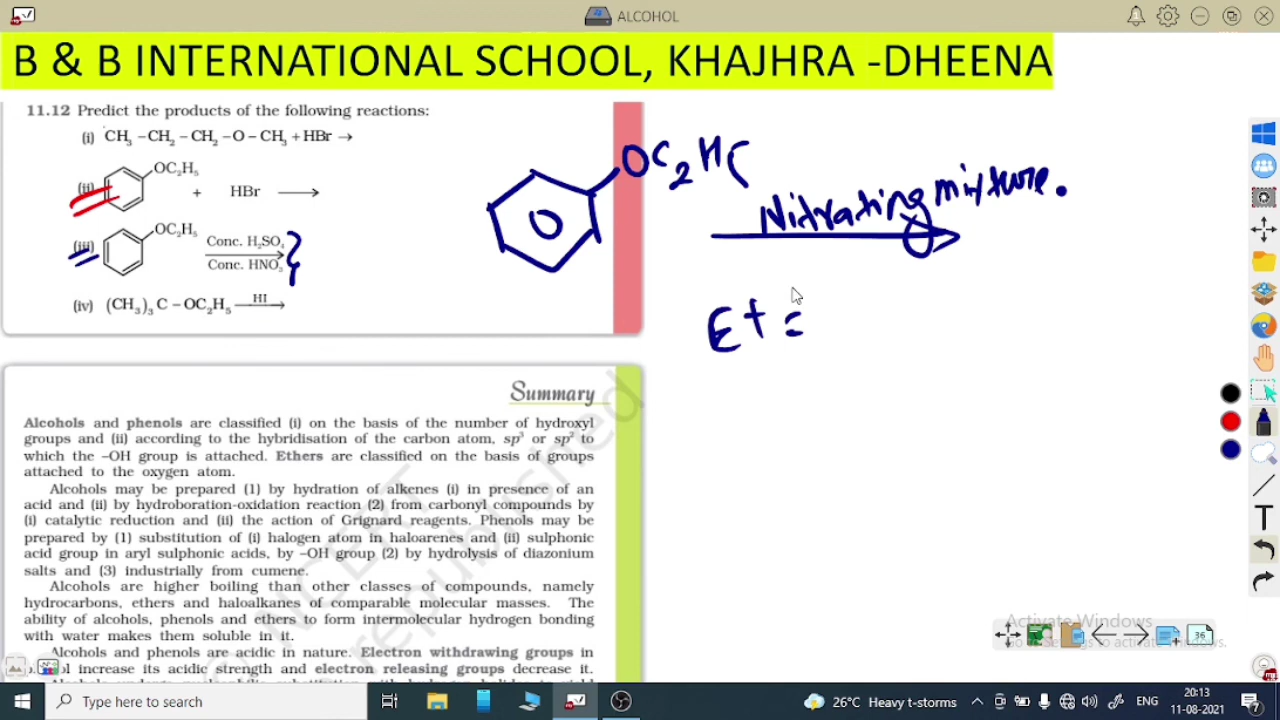 ALCOHOL
B & B INTERNATIONAL SCHOOL, KHAJHRA -DHEENA
11.12 Predict the products of the following reactions:
(i) CH₃ – CH₂ – CH₂ – O – CH₃ + HBr →
(ii) OC₂H₅ + HBr →
(iii) OC₂H₅ Conc. H₂SO₄
Conc. HNO₃
(iv) (CH₃)₃ C – OC₂H₅ HI →
OC₂H5
Nitrating mixture.
E+ =
Summary
Alcohols and phenols are classified (i) on the basis of the number of hydroxyl
groups and (ii) according to the hybridisation of the carbon atom, sp³ or sp² to
which the –OH group is attached. Ethers are classified on the basis of groups
attached to the oxygen atom.
Alcohols may be prepared (1) by hydration of alkenes (i) in presence of an
acid and (ii) by hydroboration-oxidation reaction (2) from carbonyl compounds by
(i) catalytic reduction and (ii) the action of Grignard reagents. Phenols may be
prepared by (1) substitution of (i) halogen atom in haloarenes and (ii) sulphonic
acid group in aryl sulphonic acids, by –OH group (2) by hydrolysis of diazonium
salts and (3) industrially from cumene.
Alcohols are higher boiling than other classes of compounds, namely
hydrocarbons, ethers and haloalkanes of comparable molecular masses. The
ability of alcohols, phenols and ethers to form intermolecular hydrogen bonding
with water makes them soluble in it.
Alcohols and phenols are acidic in nature. Electron withdrawing groups in
increase its acidic strength and electron releasing groups decrease it.
© NCERT
republished
Activate Windows
Go to Settings to activate Windows.
36
Type here to search
26°C Heavy t-storms
ENG
20:13
11-08-2021